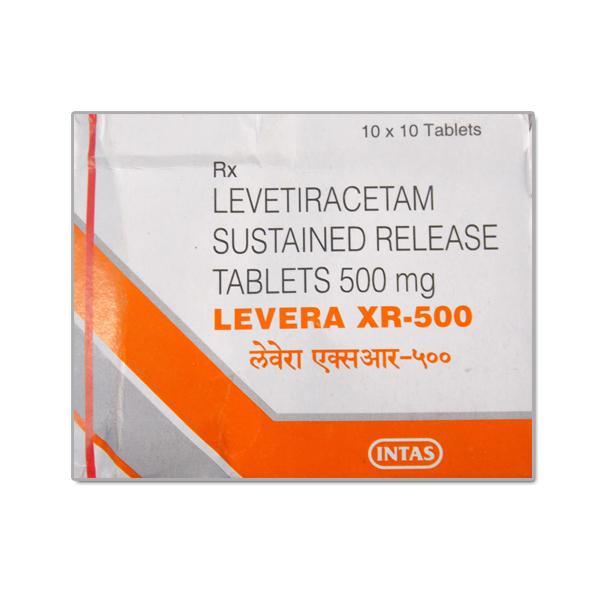 10 x 10 Tablets
Rx
LEVETIRACETAM
SUSTAINED RELEASE
TABLETS 500 mg
LEVERA XR-500
लेवेरा एक्सआर-५००
INTAS